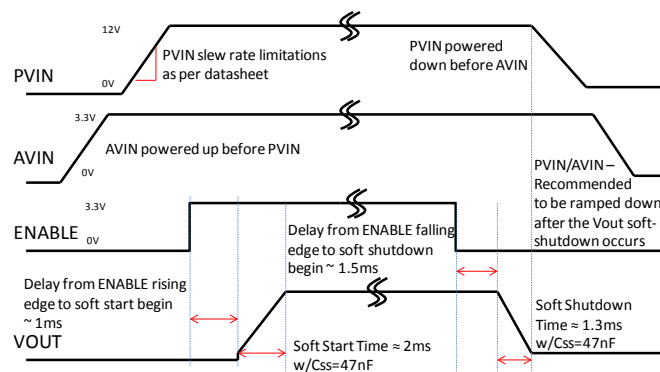 12V
PVIN
0V
PVIN slew rate limitations
as per datasheet
PVIN powered
down before AVIN
3.3V
AVIN
0V
AVIN powered up before PVIN
PVIN/AVIN –
Recommended
to be ramped down
after the Vout soft-
shutdown occurs
3.3V
ENABLE
0V
Delay from ENABLE falling
edge to soft shutdown
begin ~ 1.5ms
Delay from ENABLE rising
edge to soft start begin
~ 1ms
VOUT
Soft Start Time ≈ 2ms
w/Css=47nF
Soft Shutdown
Time ≈ 1.3ms
w/Css=47nF